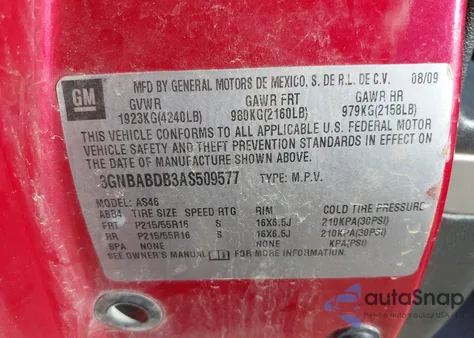 GM
MFD BY GENERAL MOTORS DE MEXICO, S. DE R.L. DE C.V. 08/09
GVWR GAWR FRT GAWR RR
1923KG(4240LB) 980KG(2160LB) 979KG(2158LB)
THIS VEHICLE CONFORMS TO ALL APPLICABLE U.S. FEDERAL MOTOR
VEHICLE SAFETY AND THEFT PREVENTION STANDARDS IN EFFECT ON
THE DATE OF MANUFACTURE SHOWN ABOVE.
3GNBABDB3AS509577 TYPE: M.P.V.
MODEL: AS46
ABB4 TIRE SIZE SPEED RTG RIM COLD TIRE PRESSURE
FRT P215/55R16 S 16X6.5J 210KPA(30PSI)
RR P215/55R16 S 16X6.5J 210KPA(30PSI)
SPA NONE NONE KPA(PSI)
SEE OWNER'S MANUAL FOR MORE INFORMATION.
autoSnap